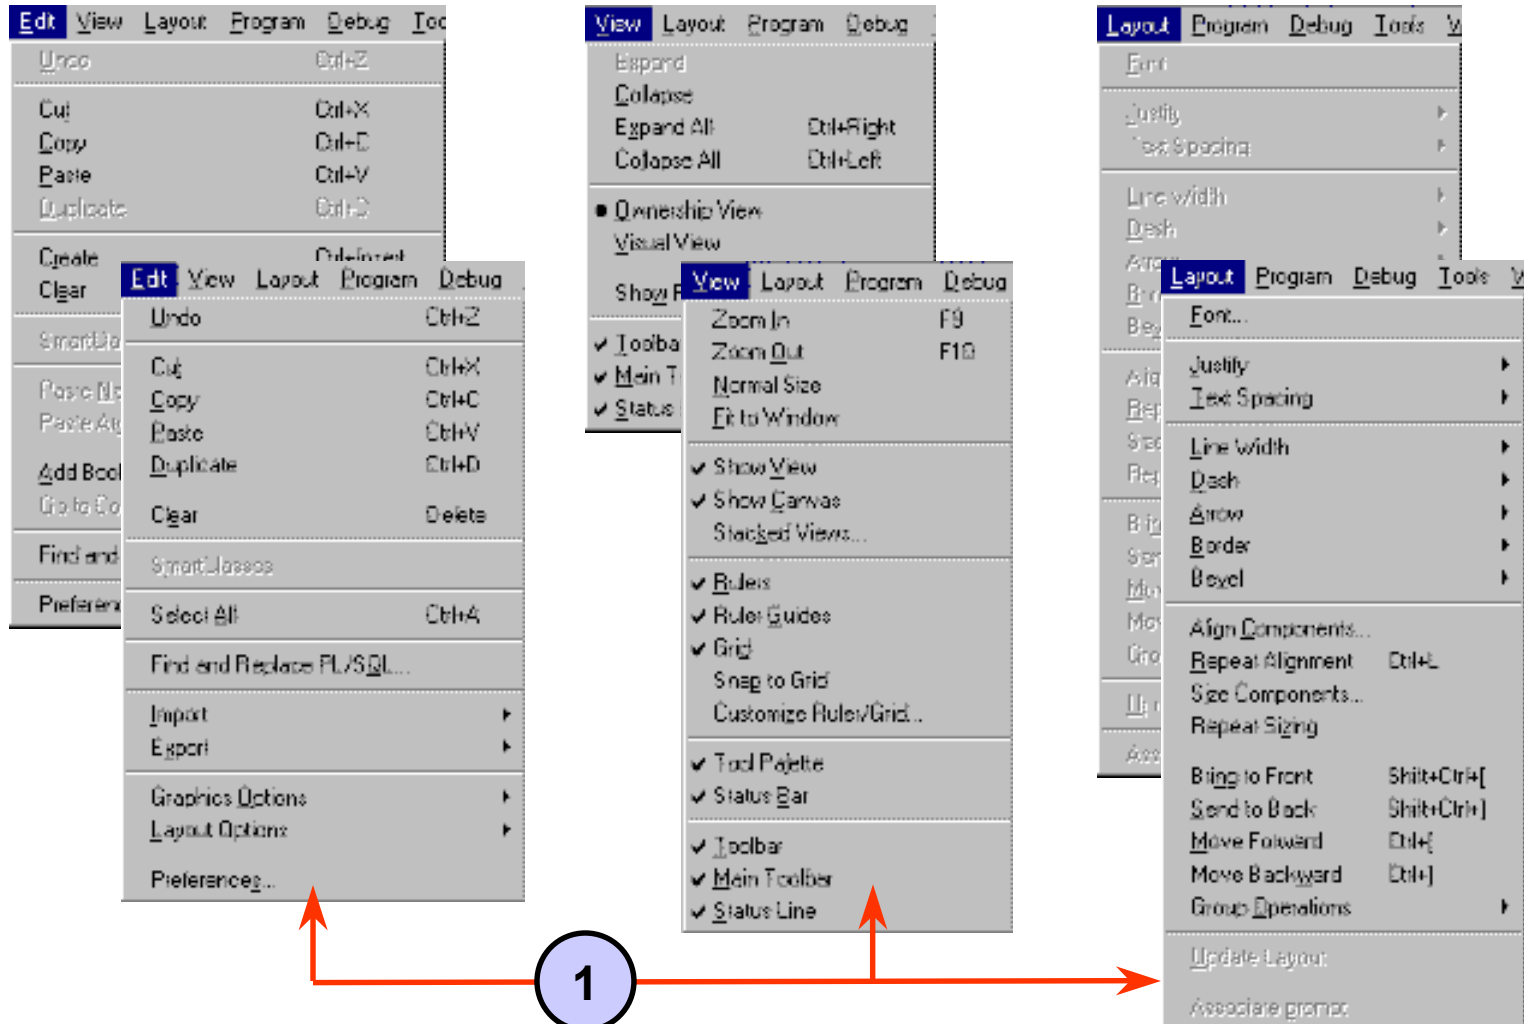 Edit View Layout Program Debug
Undo Ctrl+Z
Cut Ctrl+X
Copy Ctrl+C
Paste Ctrl+V
Duplicate Ctrl+D
Create Ctrl+Insert
Clear
Add
Find and
Edit View Layout Program Debug
Undo Ctrl+Z
Cut Ctrl+X
Copy Ctrl+C
Paste Ctrl+V
Duplicate Ctrl+D
Clear Delete
SmartClasses
Select All Ctrl+A
Find and Replace PL/SQL...
Import
Export
Graphics Options
Layout Options
Preferences...
View Layout Program Debug
Expand
Collapse
Expand All Ctrl+Right
Collapse All Ctrl+Left
Ownership View
Visual View
Show
Main
Status
View Layout Program Debug
Zoom In F9
Zoom Out F10
Normal Size
Fit to Window
Show View
Show Canvas
Stacked Views...
Rulers
Ruler Guides
Grid
Snap to Grid
Customize Ruler/Grid...
Tool Palette
Status Bar
Toolbar
Main Toolbar
Status Line
Layout Program Debug Tools
Font
Justify
Text Spacing
Line Width
Dash
Layout Program Debug Tools
Font...
Justify
Text Spacing
Line Width
Dash
Arrow
Border
Bevel
Align Components...
Repeat Alignment Ctrl+L
Size Components...
Repeat Sizing
Bring to Front Shift+Ctrl+[
Send to Back Shift+Ctrl+]
Move Forward Ctrl+[
Move Backward Ctrl+]
Group Operations
Update Layout
Associate prompt
1